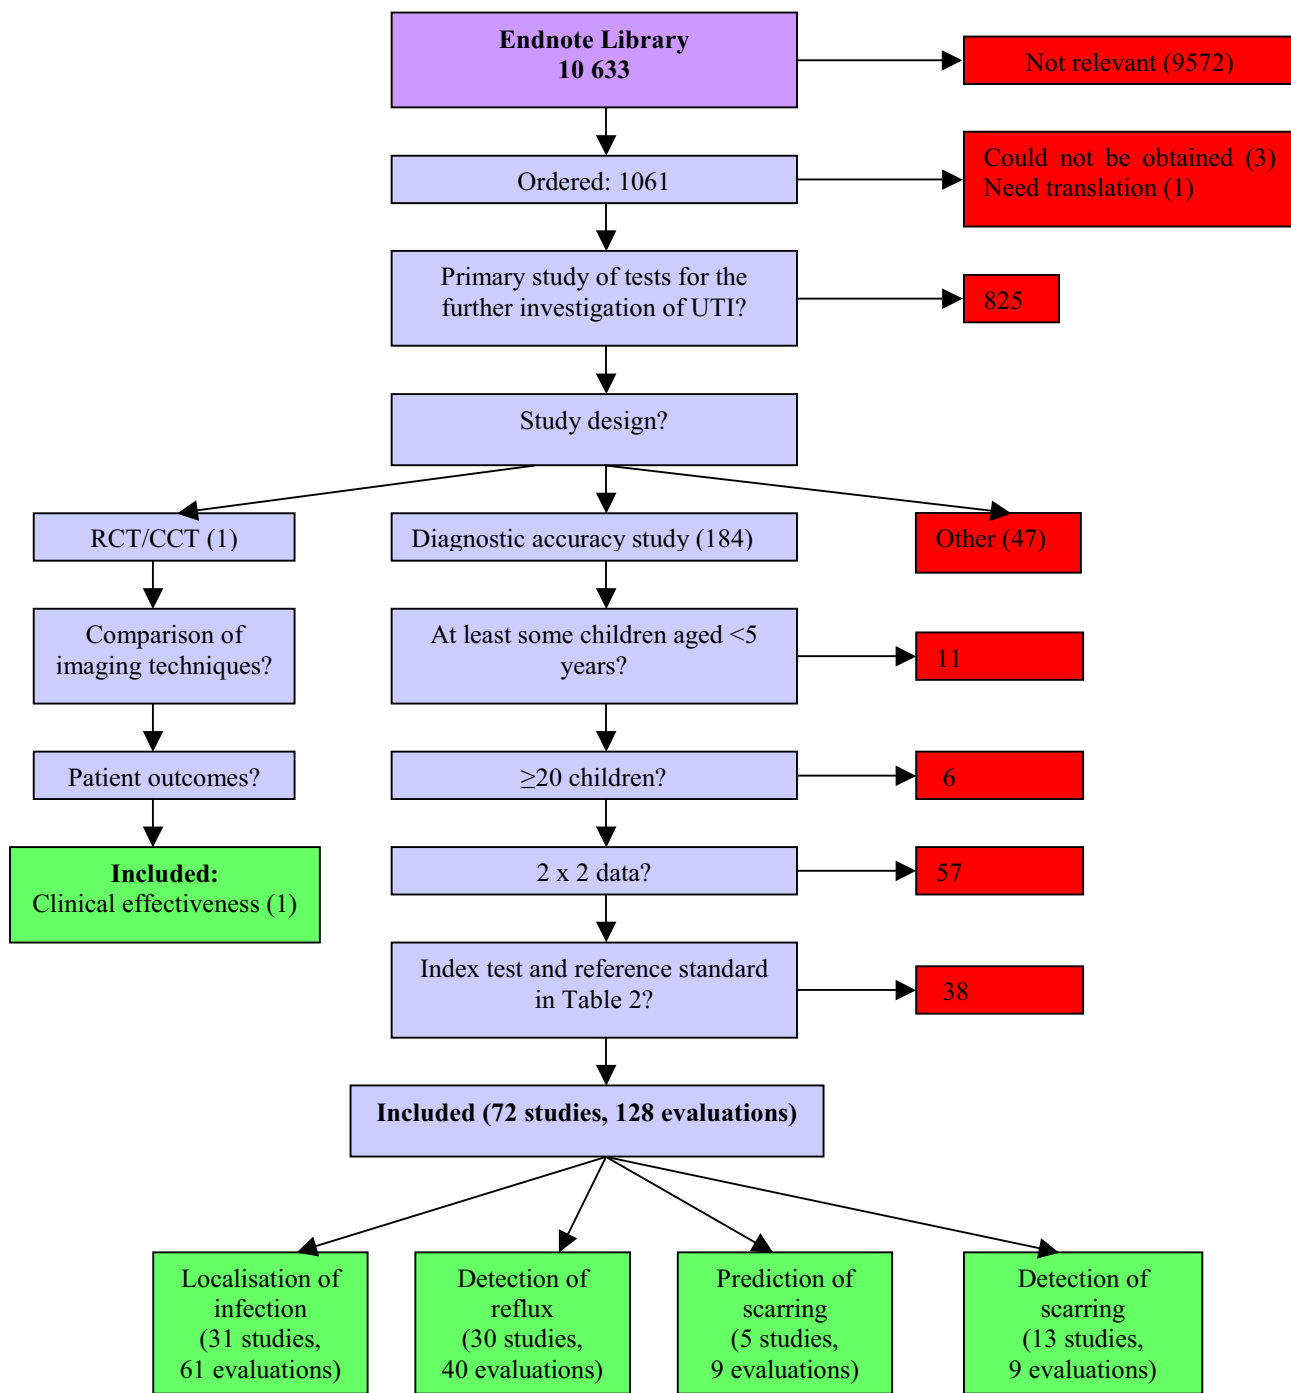 Endnote Library
10 633
Not relevant (9572)
Ordered: 1061
Could not be obtained (3)
Need translation (1)
Primary study of tests for the
further investigation of UTI?
825
Study design?
RCT/CCT (1)
Diagnostic accuracy study (184)
Other (47)
Comparison of
imaging techniques?
At least some children aged <5
years?
11
Patient outcomes?
≥20 children?
6
Included:
Clinical effectiveness (1)
2 x 2 data?
57
Index test and reference standard
in Table 2?
38
Included (72 studies, 128 evaluations)
Localisation of
infection
(31 studies,
61 evaluations)
Detection of
reflux
(30 studies,
40 evaluations)
Prediction of
scarring
(5 studies,
9 evaluations)
Detection of
scarring
(13 studies,
9 evaluations)